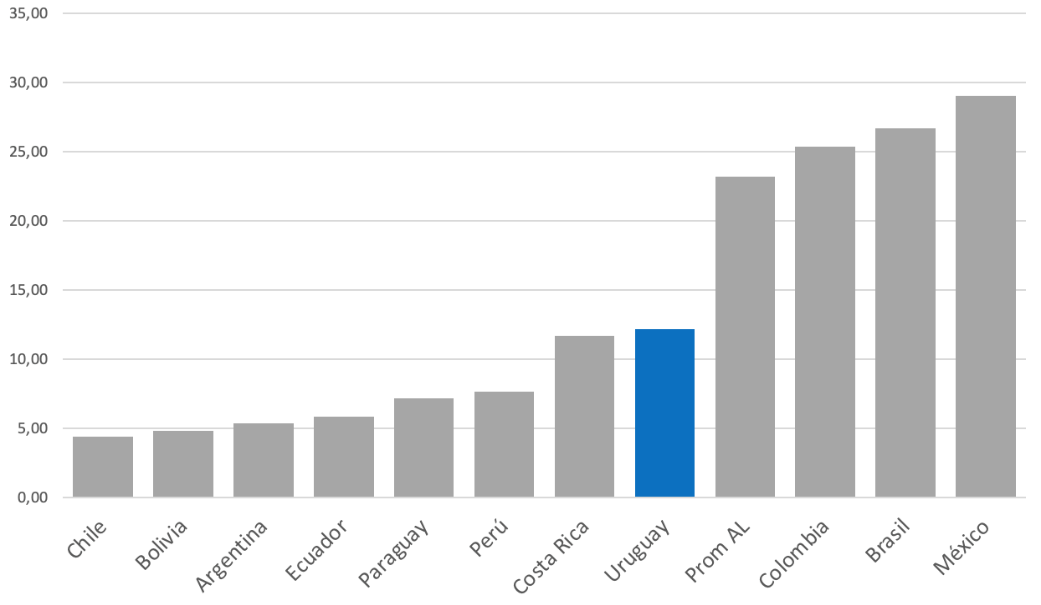 35,00
30,00
25,00
20,00
15,00
10,00
5,00
0,00
Chile
Bolivia
Argentina
Ecuador
Paraguay
Perú
Costa Rica
Uruguay
Prom AL
Colombia
Brasil
México